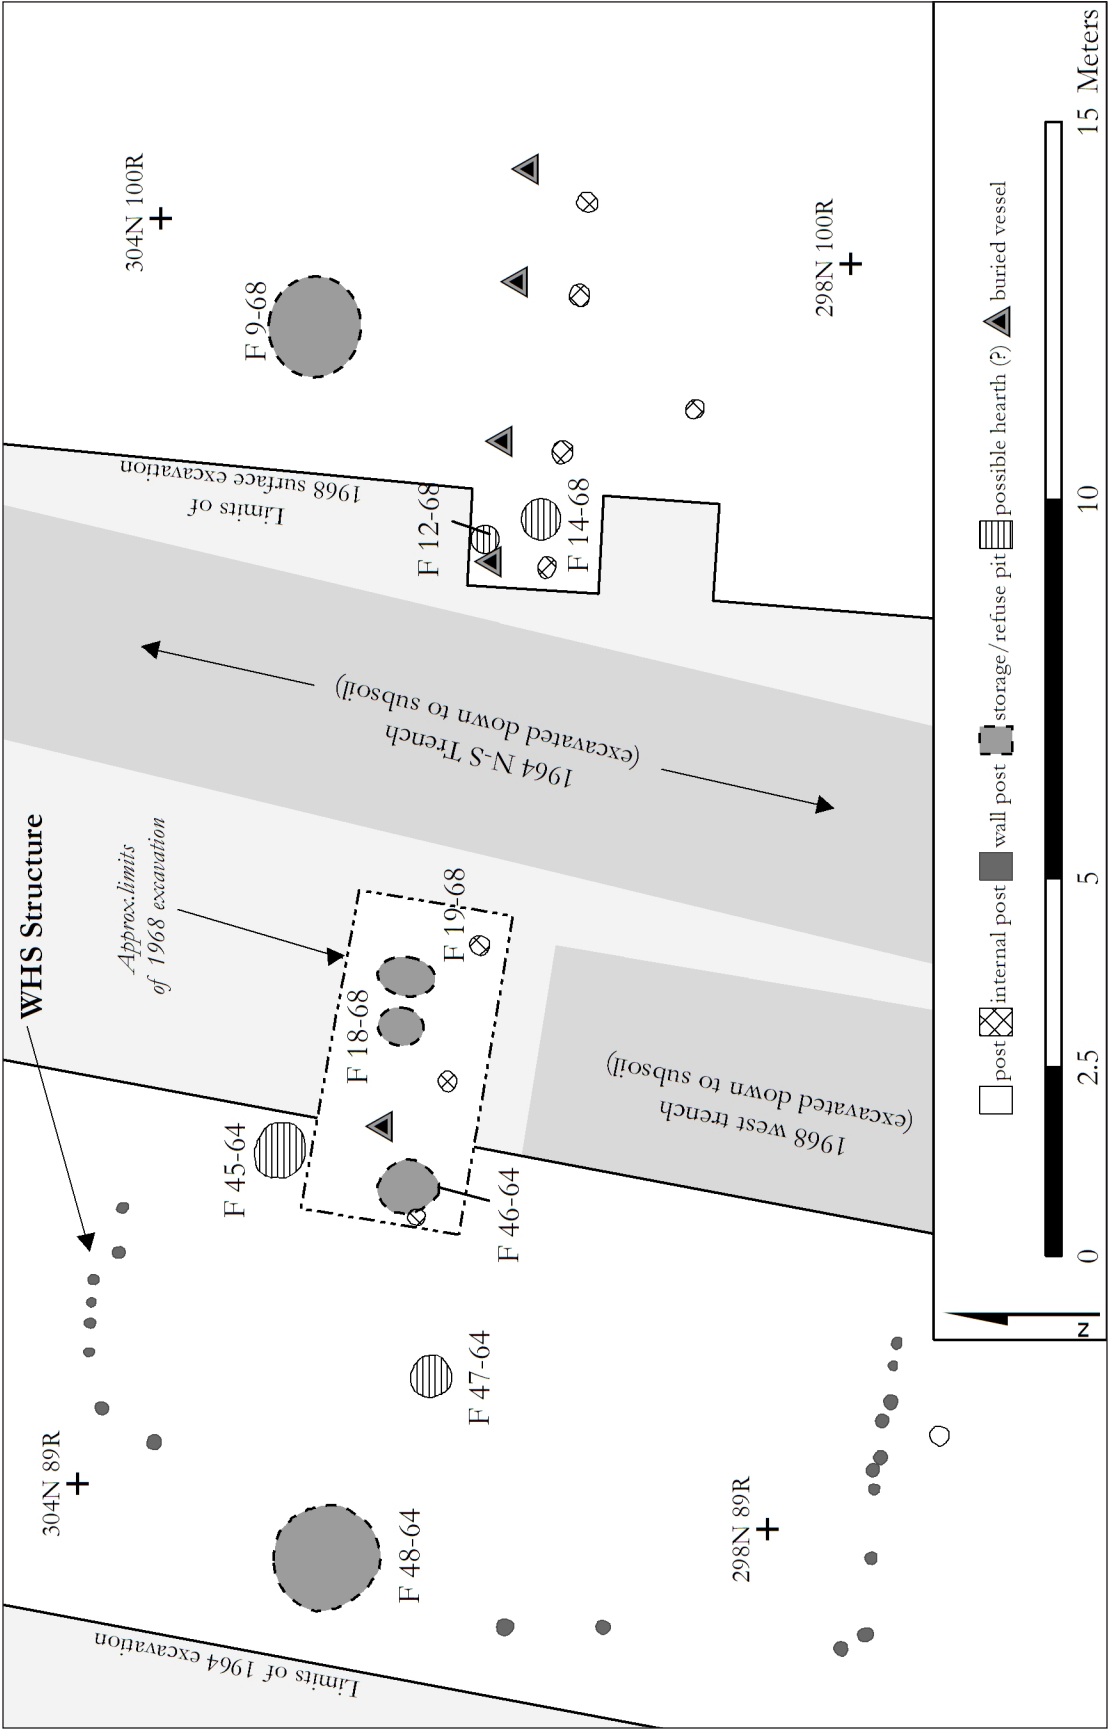 WHS Structure
304N 89R
Limits of 1964 excavation
F 48-64
F 47-64
F 45-64
F 46-64
Approx.limits
of 1968 excavation
F 18-68
F 19-68
1964 N-S Trench
(excavated down to subsoil)
1968 west trench
(excavated down to subsoil)
Limits of
1968 surface excavation
F 12-68
F 14-68
F 9-68
304N 100R
298N 89R
298N 100R
post
internal post
wall post
storage/refuse pit
possible hearth (?)
buried vessel
N
0 2.5 5 10 15 Meters